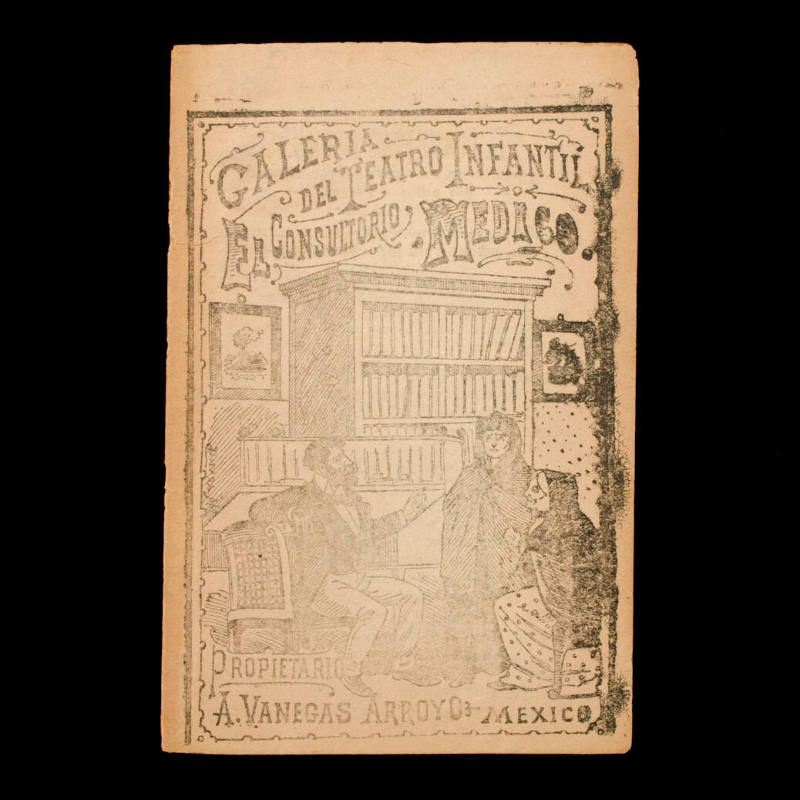 GALERIA
DEL TEATRO INFANTIL
EL CONSULTORIO MEDICO.
PROPIETARIO
A. VANEGAS ARROYO MEXICO